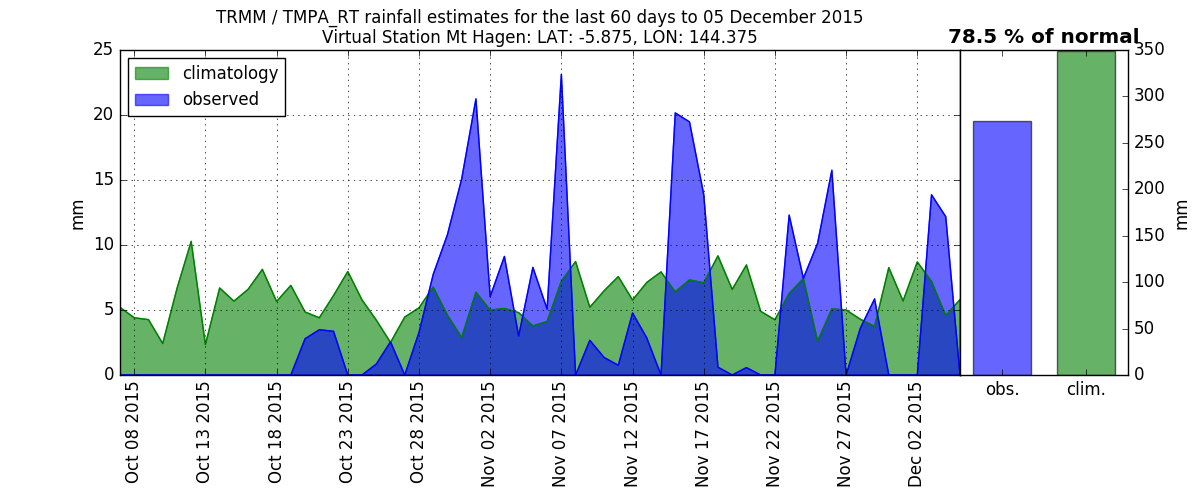 TRMM / TMPA_RT rainfall estimates for the last 60 days to 05 December 2015
Virtual Station Mt Hagen: LAT: -5.875, LON: 144.375
78.5 % of normal
climatology
observed
25
20
15
10
5
0
mm
Oct 08 2015
Oct 13 2015
Oct 18 2015
Oct 23 2015
Oct 28 2015
Nov 02 2015
Nov 07 2015
Nov 12 2015
Nov 17 2015
Nov 22 2015
Nov 27 2015
Dec 02 2015
obs.
clim.
350
300
250
200
150
100
50
0
mm